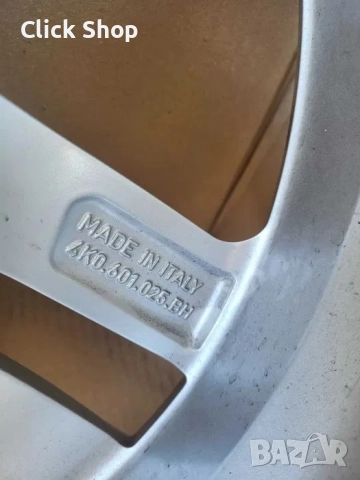 Click Shop
MADE IN ITALY
4K0.601.025.BH
BAZAR